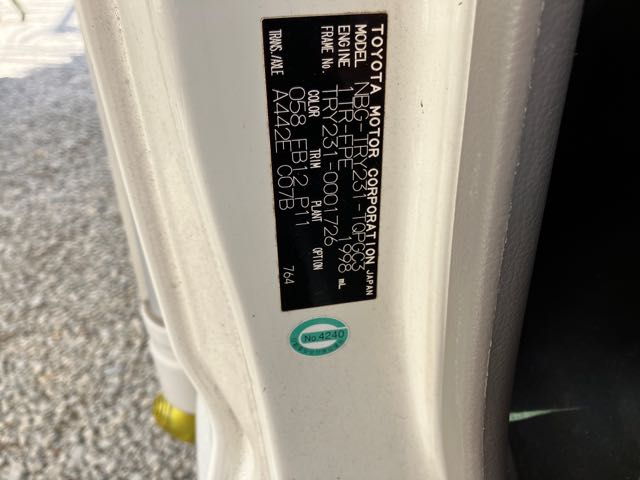 TOYOTA MOTOR CORPORATION JAPAN
MODEL NBG-TRY231-TQPGC3
ENGINE 1TR-FPE 1998 mL
FRAME No. TRY231-0001726
COLOR TRIM PLANT OPTION
058 FB12 P11
TRANS./AXLE A442E C07B 764
No.4240